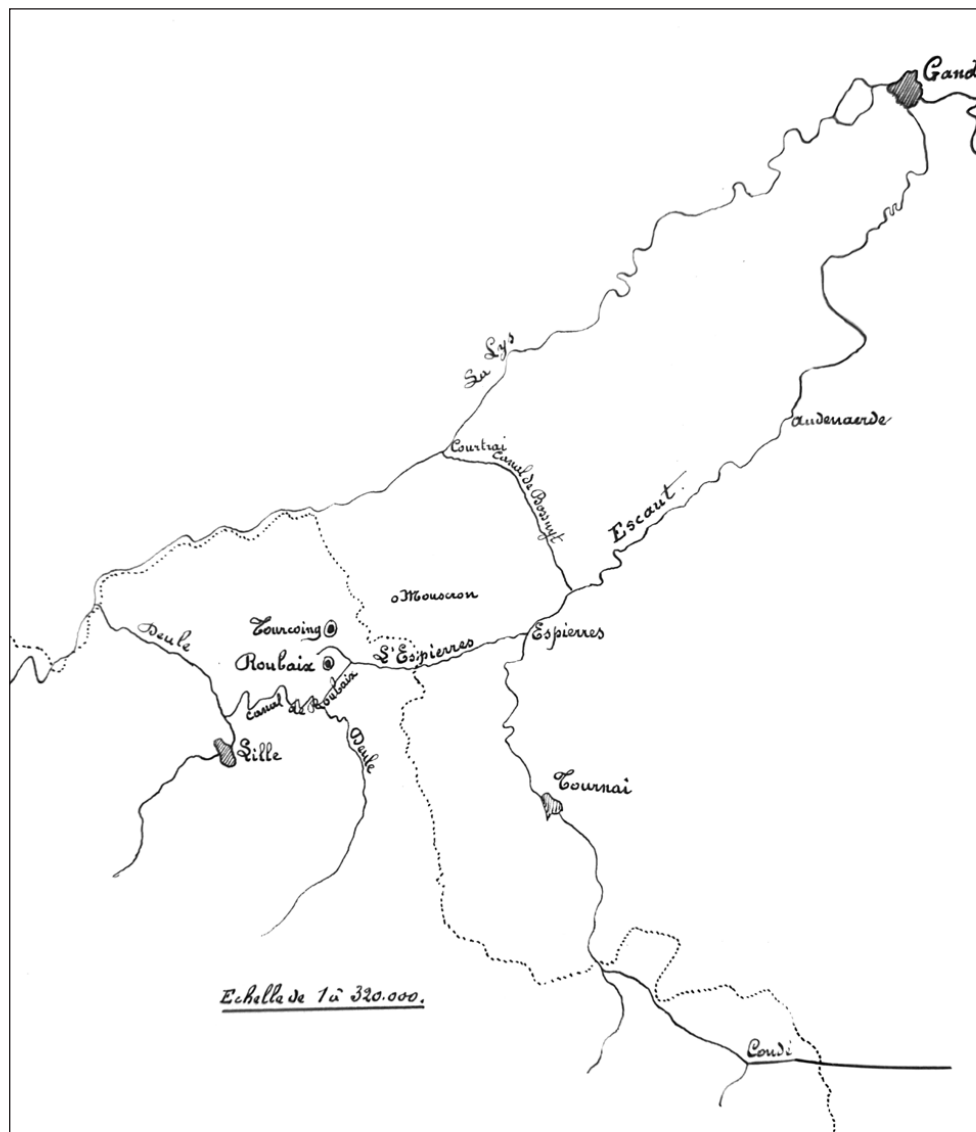 Gand
La Lys
Courtrai
Canal de Bossuyt
Audenaerde
Escaut.
Mouscron
Tourcoing
Deule
L'Espierres
Espierres
Roubaix
Canal de Roubaix
Lille
Deule
Tournai
Echelle de 1 à 320.000.
Condé